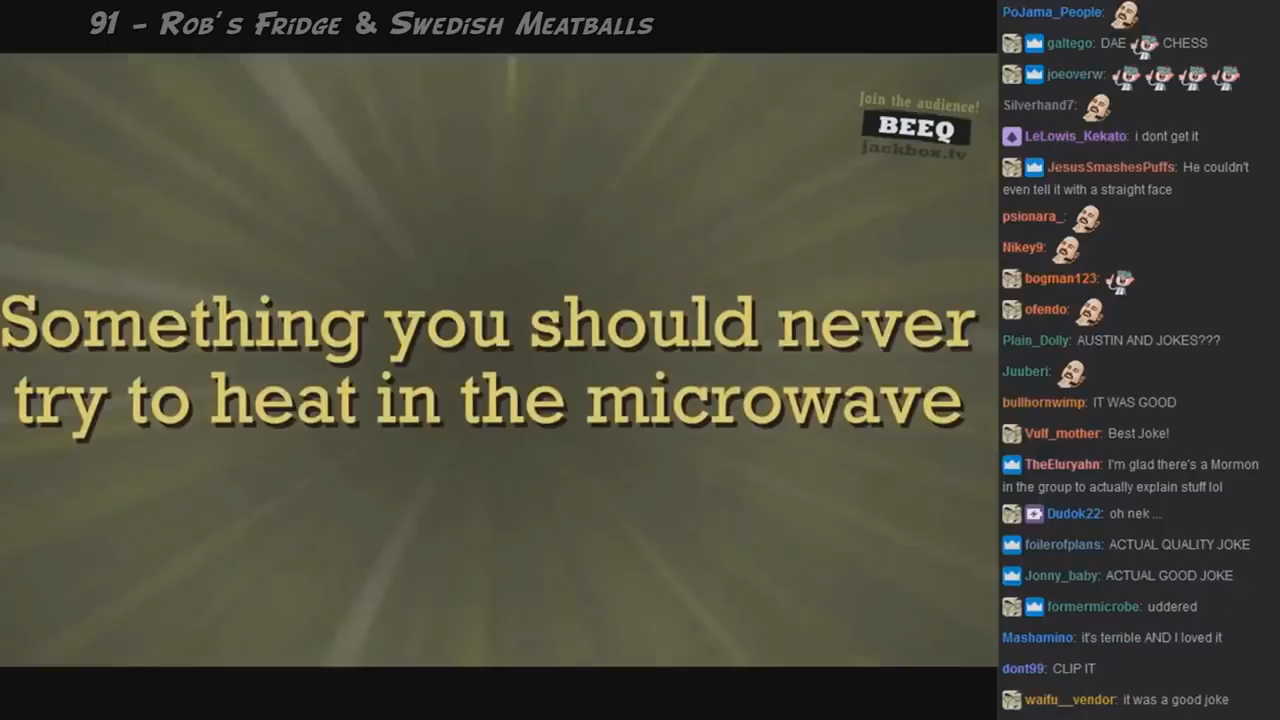 91 - Rob's Fridge & Swedish Meatballs
Join the audience!
BEEQ
jackbox.tv
Something you should never
try to heat in the microwave
PoJama_People:
galtego: DAE CHESS
joeoverw:
Silverhand7:
LeLowis_Kekato: i dont get it
JesusSmashesPuffs: He couldn't
even tell it with a straight face
psionara_:
Nikey9:
bogman123:
ofendo:
Plain_Dolly: AUSTIN AND JOKES???
Juuberi:
bullhornwimp: IT WAS GOOD
Vulf_mother: Best Joke!
TheEluryahn: I'm glad there's a Mormon
in the group to actually explain stuff lol
Dudok22: oh nek ...
foilerofplans: ACTUAL QUALITY JOKE
Jonny_baby: ACTUAL GOOD JOKE
formermicrobe: uddered
Mashamino: it's terrible AND I loved it
dont99: CLIP IT
waifu__vendor: it was a good joke